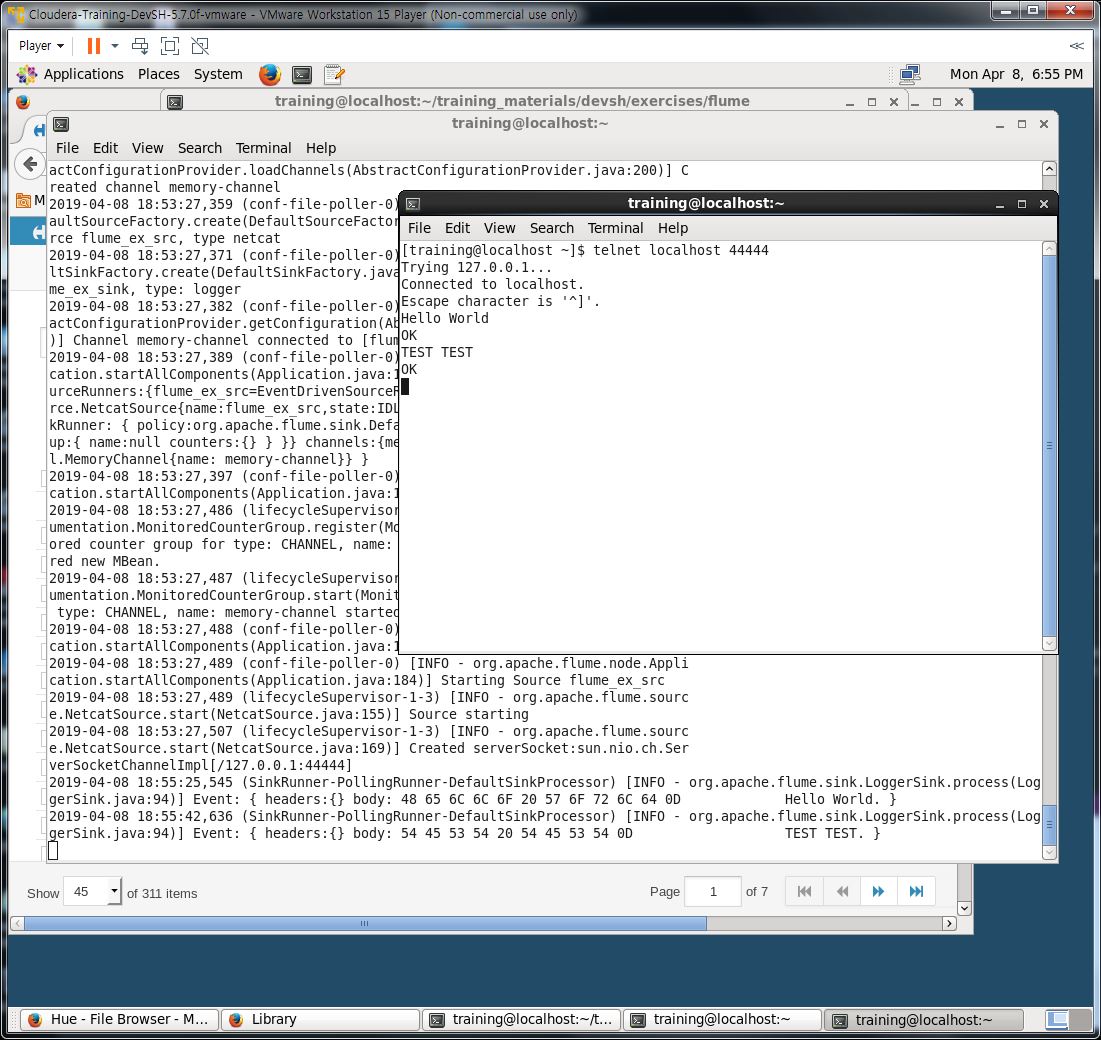 Cloudera-Training-DevSH-5.7.0f-vmware - VMware Workstation 15 Player (Non-commercial use only)
Player
Applications Places System Mon Apr 8, 6:55 PM
training@localhost:~/training_materials/devsh/exercises/flume
training@localhost:~
File Edit View Search Terminal Help
actConfigurationProvider.loadChannels(AbstractConfigurationProvider.java:200)] C
reated channel memory-channel
2019-04-08 18:53:27,359 (conf-file-poller-0)
aultSourceFactory.create(DefaultSourceFactor
rce flume_ex_src, type netcat
2019-04-08 18:53:27,371 (conf-file-poller-0)
ltSinkFactory.create(DefaultSinkFactory.java
me_ex_sink, type: logger
2019-04-08 18:53:27,382 (conf-file-poller-0)
actConfigurationProvider.getConfiguration(Ab
)] Channel memory-channel connected to [flum
2019-04-08 18:53:27,389 (conf-file-poller-0)
cation.startAllComponents(Application.java:1
urceRunners:{flume_ex_src=EventDrivenSourceR
rce.NetcatSource{name:flume_ex_src,state:IDL
kRunner: { policy:org.apache.flume.sink.Defa
up:{ name:null counters:{} } }} channels:{me
l.MemoryChannel{name: memory-channel}} }
2019-04-08 18:53:27,397 (conf-file-poller-0)
cation.startAllComponents(Application.java:1
2019-04-08 18:53:27,486 (lifecycleSupervisor
umentation.MonitoredCounterGroup.register(Mo
ored counter group for type: CHANNEL, name:
red new MBean.
2019-04-08 18:53:27,487 (lifecycleSupervisor
umentation.MonitoredCounterGroup.start(Monit
 type: CHANNEL, name: memory-channel started
2019-04-08 18:53:27,488 (conf-file-poller-0)
cation.startAllComponents(Application.java:1
2019-04-08 18:53:27,489 (conf-file-poller-0) [INFO - org.apache.flume.node.Appli
cation.startAllComponents(Application.java:184)] Starting Source flume_ex_src
2019-04-08 18:53:27,489 (lifecycleSupervisor-1-3) [INFO - org.apache.flume.sourc
e.NetcatSource.start(NetcatSource.java:155)] Source starting
2019-04-08 18:53:27,507 (lifecycleSupervisor-1-3) [INFO - org.apache.flume.sourc
e.NetcatSource.start(NetcatSource.java:169)] Created serverSocket:sun.nio.ch.Ser
verSocketChannelImpl[/127.0.0.1:44444]
2019-04-08 18:55:25,545 (SinkRunner-PollingRunner-DefaultSinkProcessor) [INFO - org.apache.flume.sink.LoggerSink.process(Log
gerSink.java:94)] Event: { headers:{} body: 48 65 6C 6C 6F 20 57 6F 72 6C 64 0D Hello World. }
2019-04-08 18:55:42,636 (SinkRunner-PollingRunner-DefaultSinkProcessor) [INFO - org.apache.flume.sink.LoggerSink.process(Log
gerSink.java:94)] Event: { headers:{} body: 54 45 53 54 20 54 45 53 54 0D TEST TEST. }
training@localhost:~
File Edit View Search Terminal Help
[training@localhost ~]$ telnet localhost 44444
Trying 127.0.0.1...
Connected to localhost.
Escape character is '^]'.
Hello World
OK
TEST TEST
OK
M
Show 45 of 311 items Page 1 of 7
Hue - File Browser - M... Library training@localhost:~/t... training@localhost:~ training@localhost:~